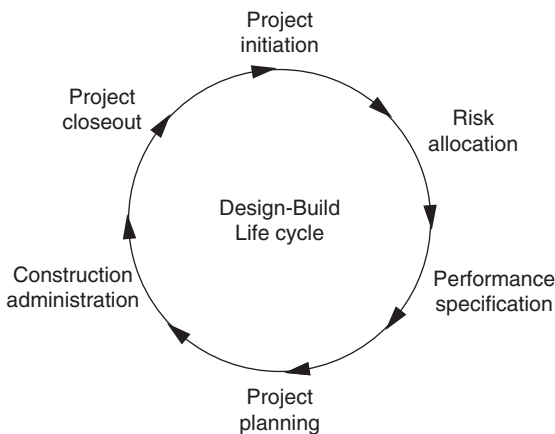 Project
initiation
Risk
allocation
Performance
specification
Project
planning
Construction
administration
Project
closeout
Design-Build
Life cycle